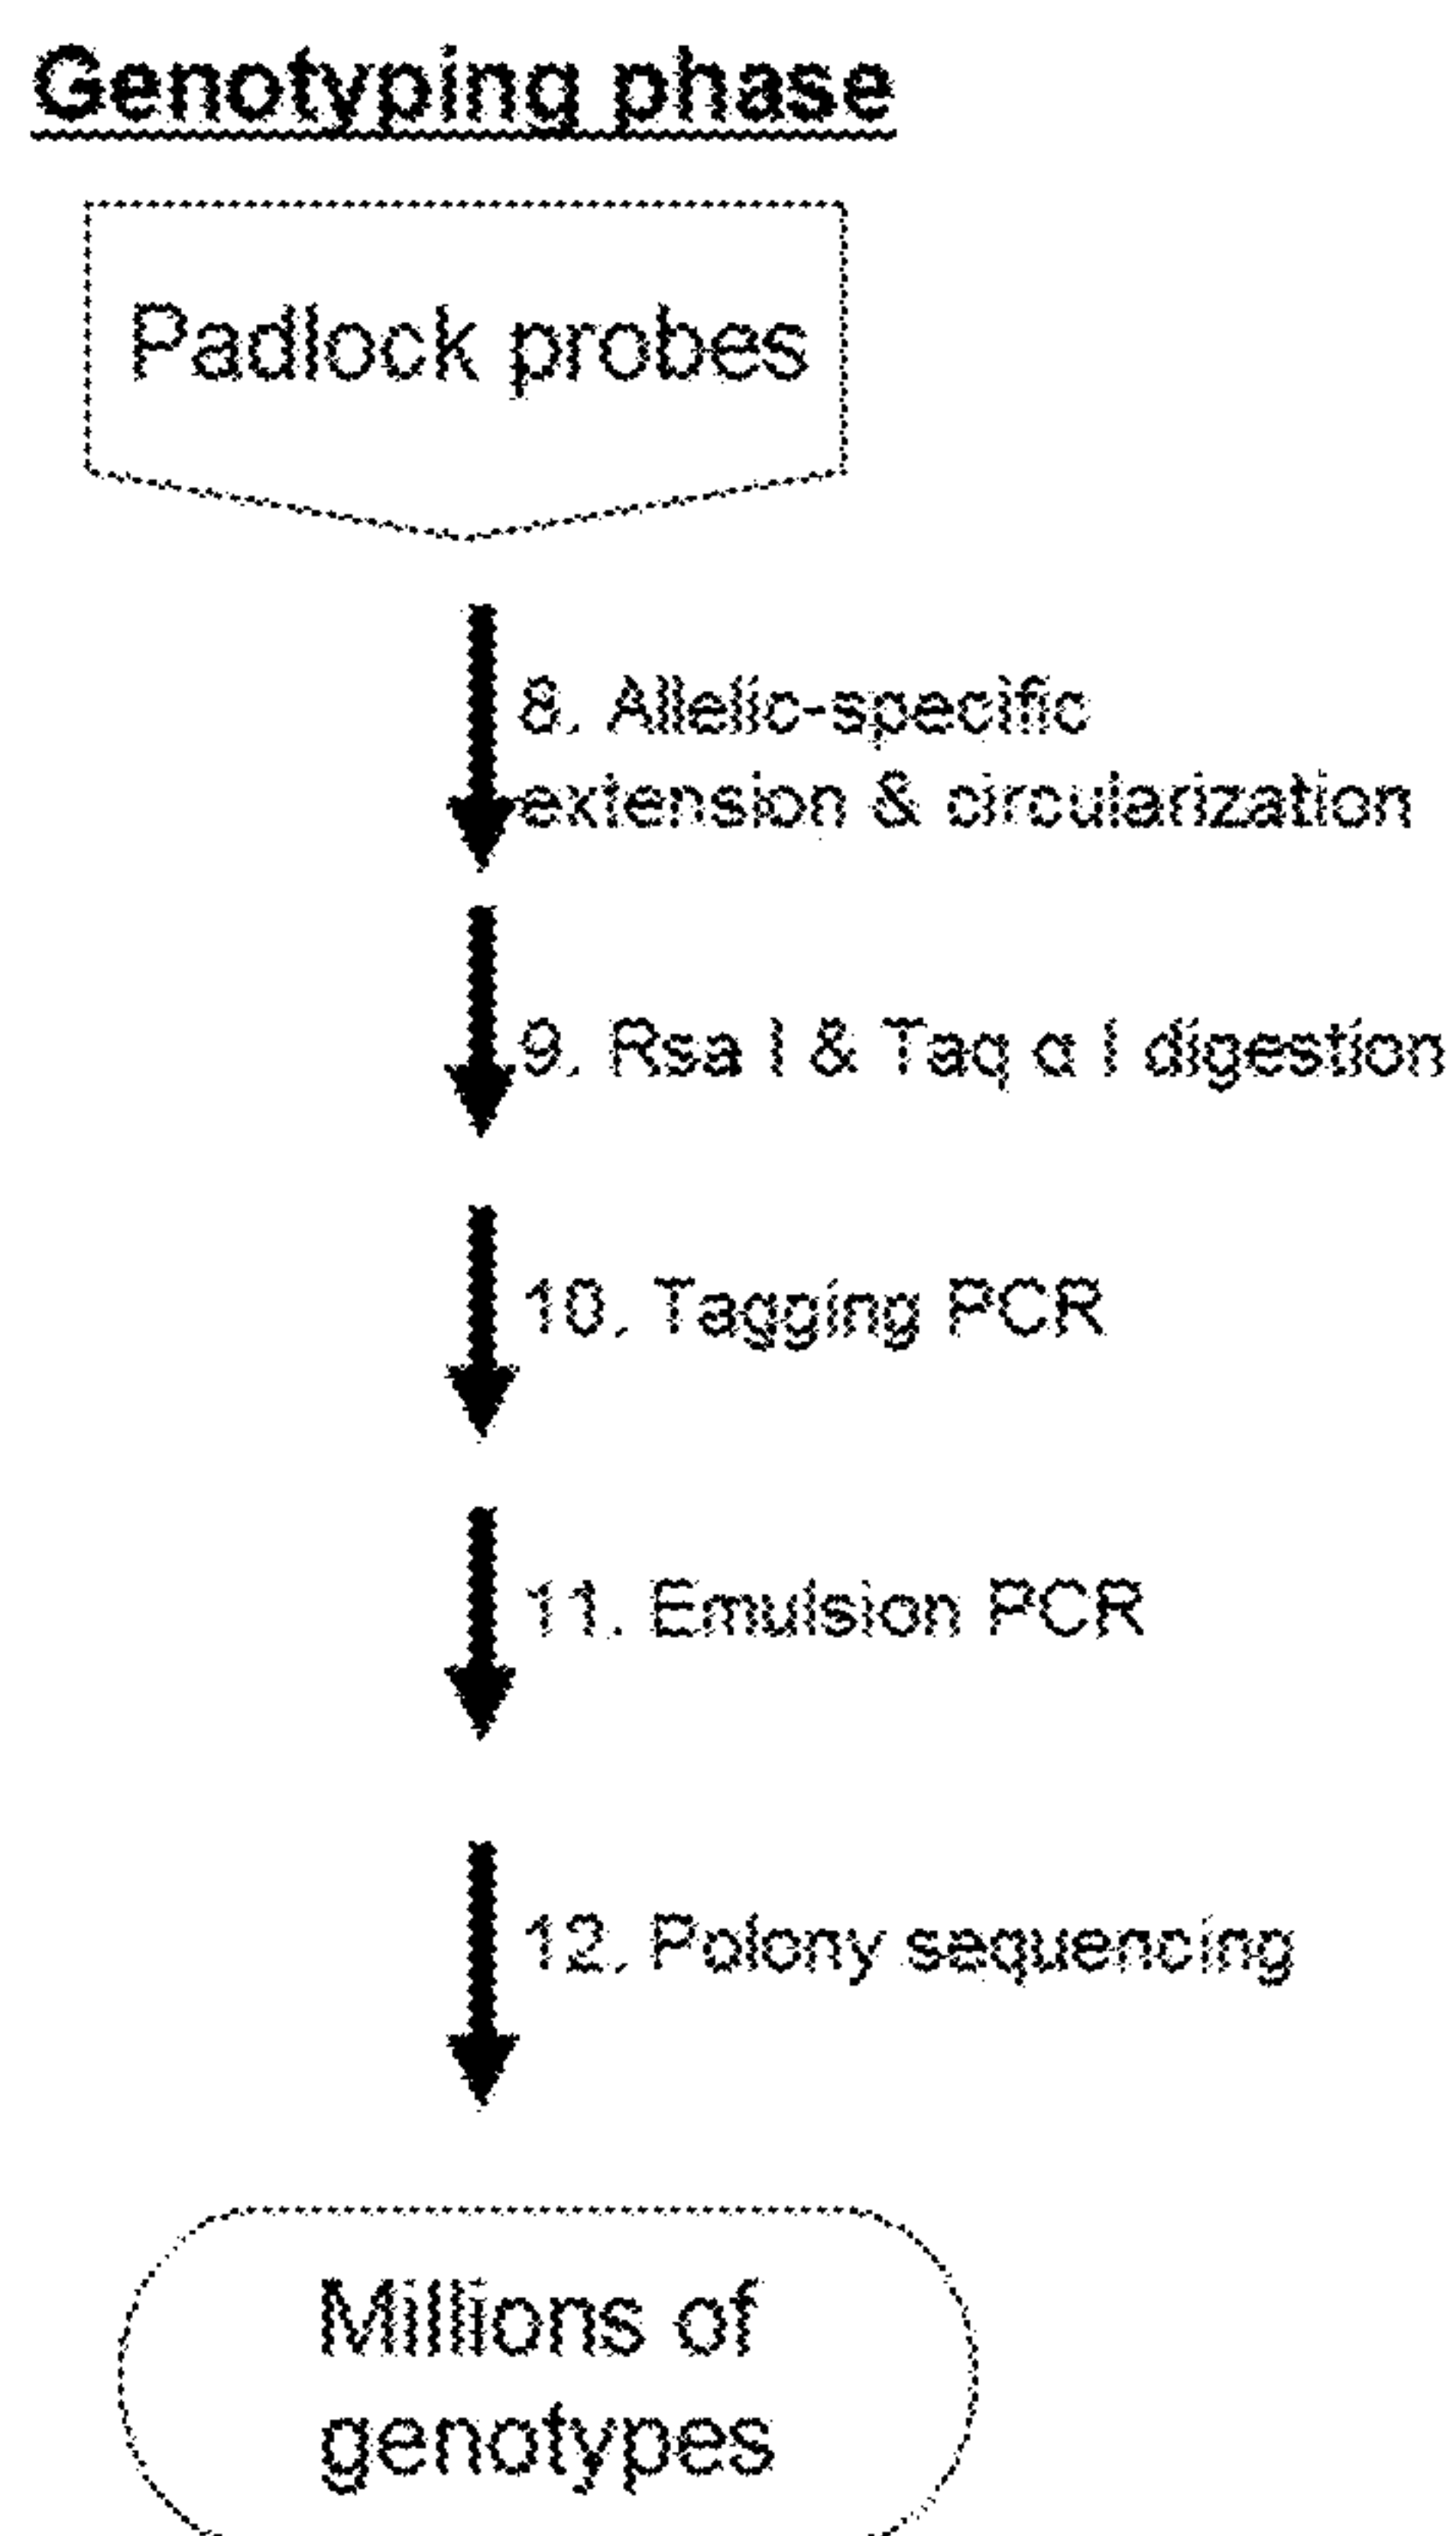 Genotyping phase
Padlock probes
8. Allelic-specific
extension & circularization
9. Rsa I & Taq α I digestion
10. Tagging PCR
11. Emulsion PCR
12. Polony sequencing
Millions of
genotypes